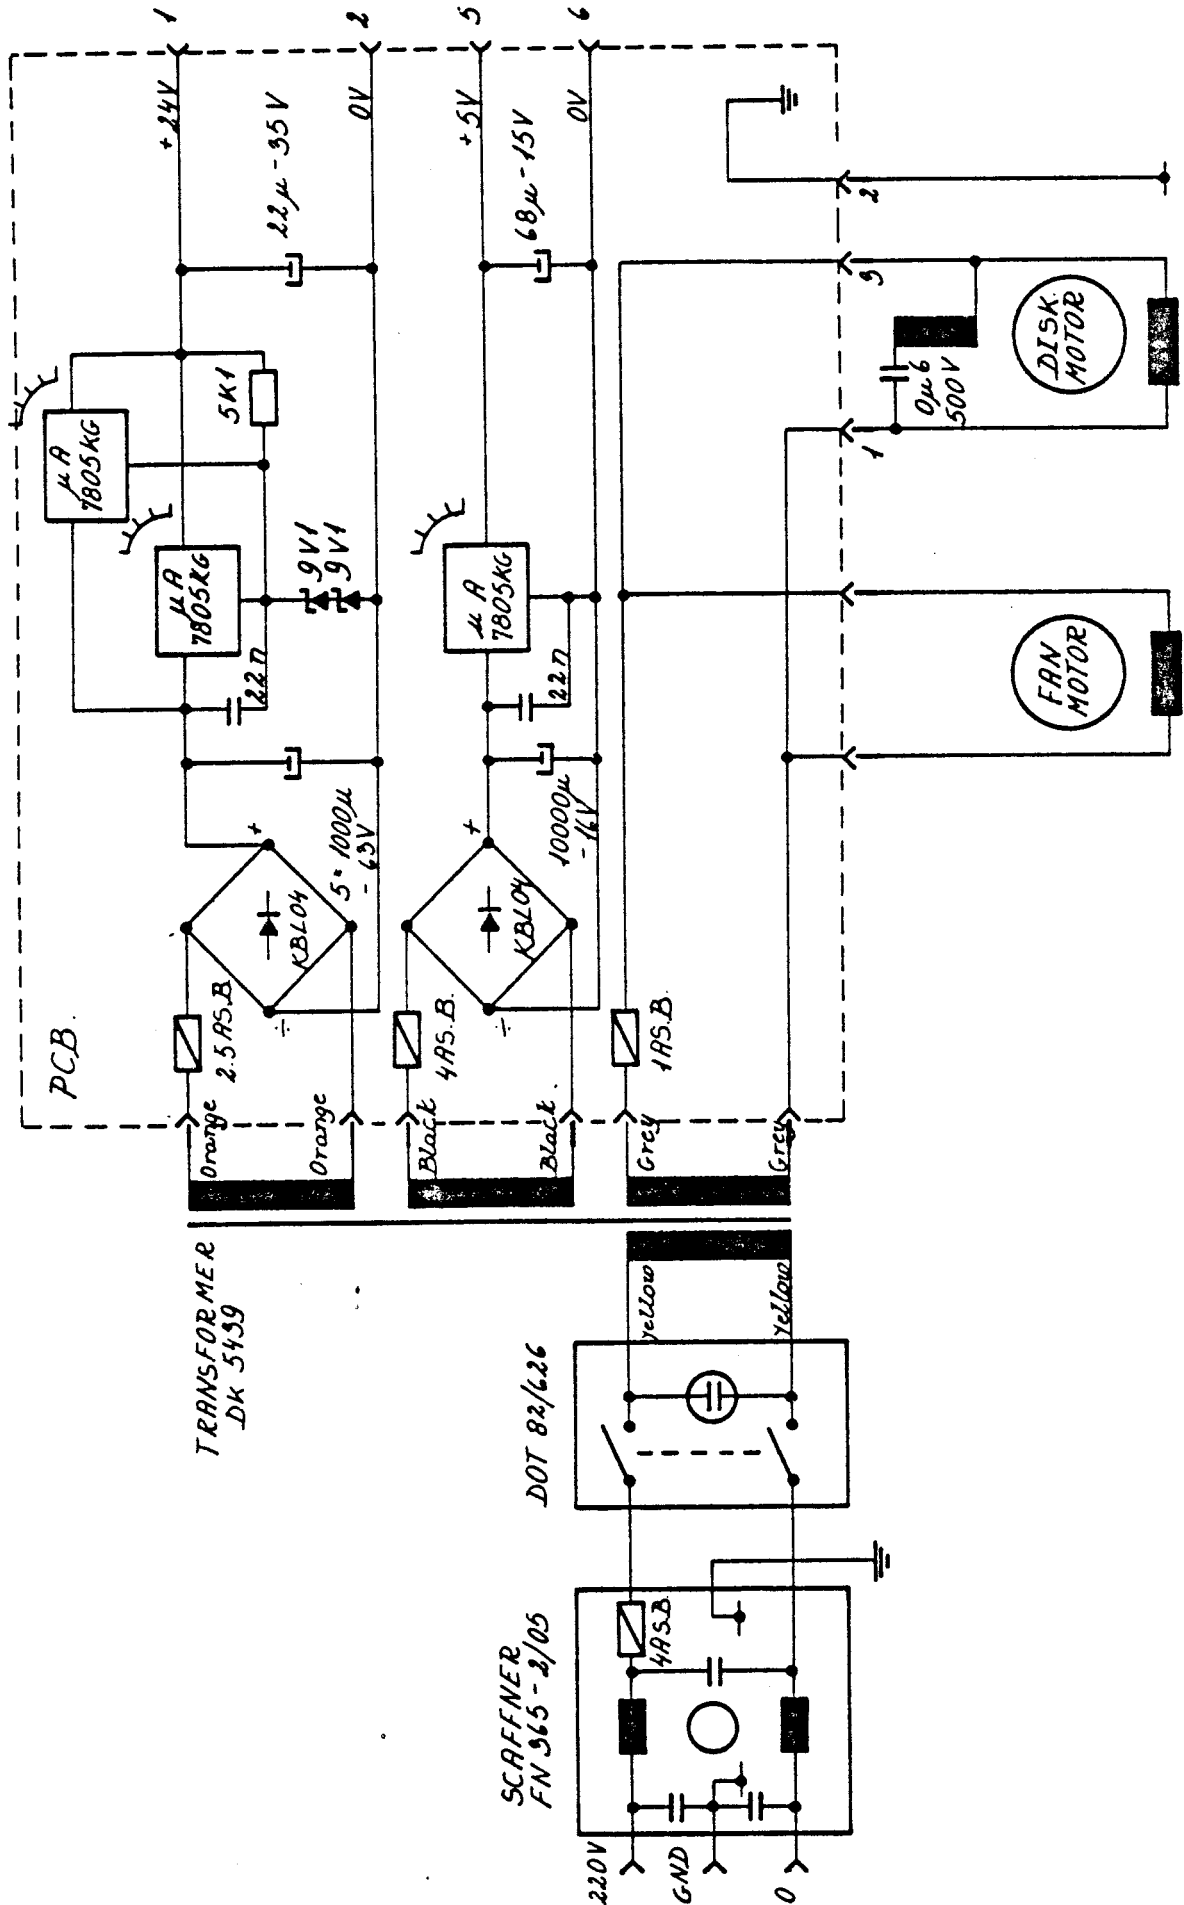 PCB.
TRANSFORMER
DK 5439
SCAFFNER
FN 365-2/05
DOT 82/626
220V
GND
0
4AS.B.
Yellow
Yellow
Orange
Orange
Black
Black
Grey
Grey
2.5AS.B.
4AS.B.
1AS.B.
KBL04
+
5*1000µ
-63V
KBL04
+
10000µ
-16V
22n
22n
µA
7805KG
µA
7805KG
µA
7805KG
9V1
9V1
5K1
22µ-35V
68µ-15V
+24V
0V
+5V
0V
1
2
5
6
1
3
2
0µ6
500V
DISK
MOTOR
FAN
MOTOR